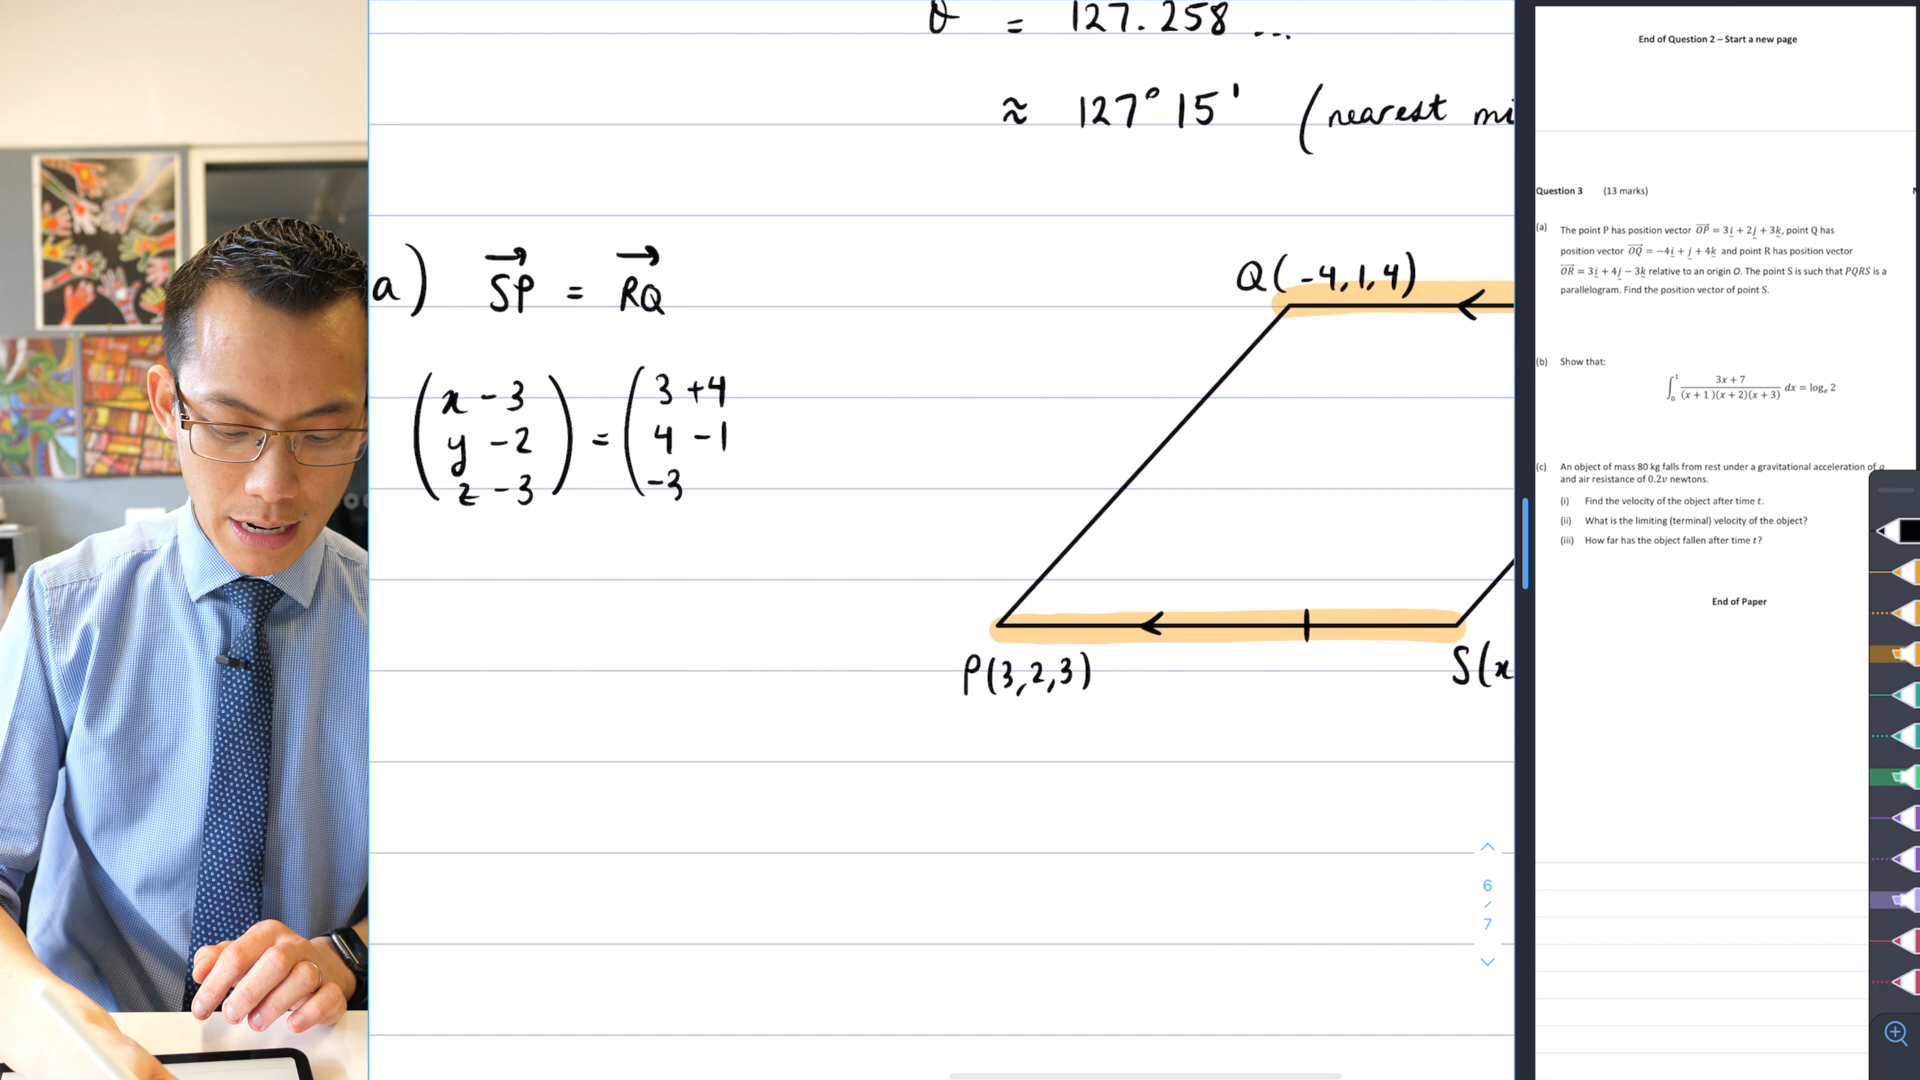 θ = 127.258 ...
≈ 127° 15' (nearest mi
a) SP = RQ
x - 3
y - 2
z - 3
=
3 + 4
4 - 1
-3
Q(-4,1,4)
P(3,2,3)
S(x
6
/
7
End of Question 2 – Start a new page
Question 3 (13 marks)
(a) The point P has position vector OP = 3i + 2j + 3k, point Q has
position vector OQ = −4i + j + 4k and point R has position vector
OR = 3i + 4j − 3k relative to an origin O. The point S is such that PQRS is a
parallelogram. Find the position vector of point S.
(b) Show that:
∫₀¹ (3x + 7)/((x + 1)(x + 2)(x + 3)) dx = logₑ 2
(c) An object of mass 80 kg falls from rest under a gravitational acceleration of g
and air resistance of 0.2v newtons.
(i) Find the velocity of the object after time t.
(ii) What is the limiting (terminal) velocity of the object?
(iii) How far has the object fallen after time t?
End of Paper